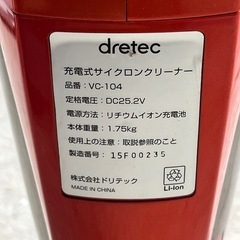 dretec
充電式サイクロンクリーナー
品番：VC-104
定格電圧：DC25.2V
電源方法：リチウムイオン充電池
本体重量：1.75kg
使用上の注意：取説参照のこと
製造番号：15F00235
株式会社ドリテック
MADE IN CHINA
Li-ion